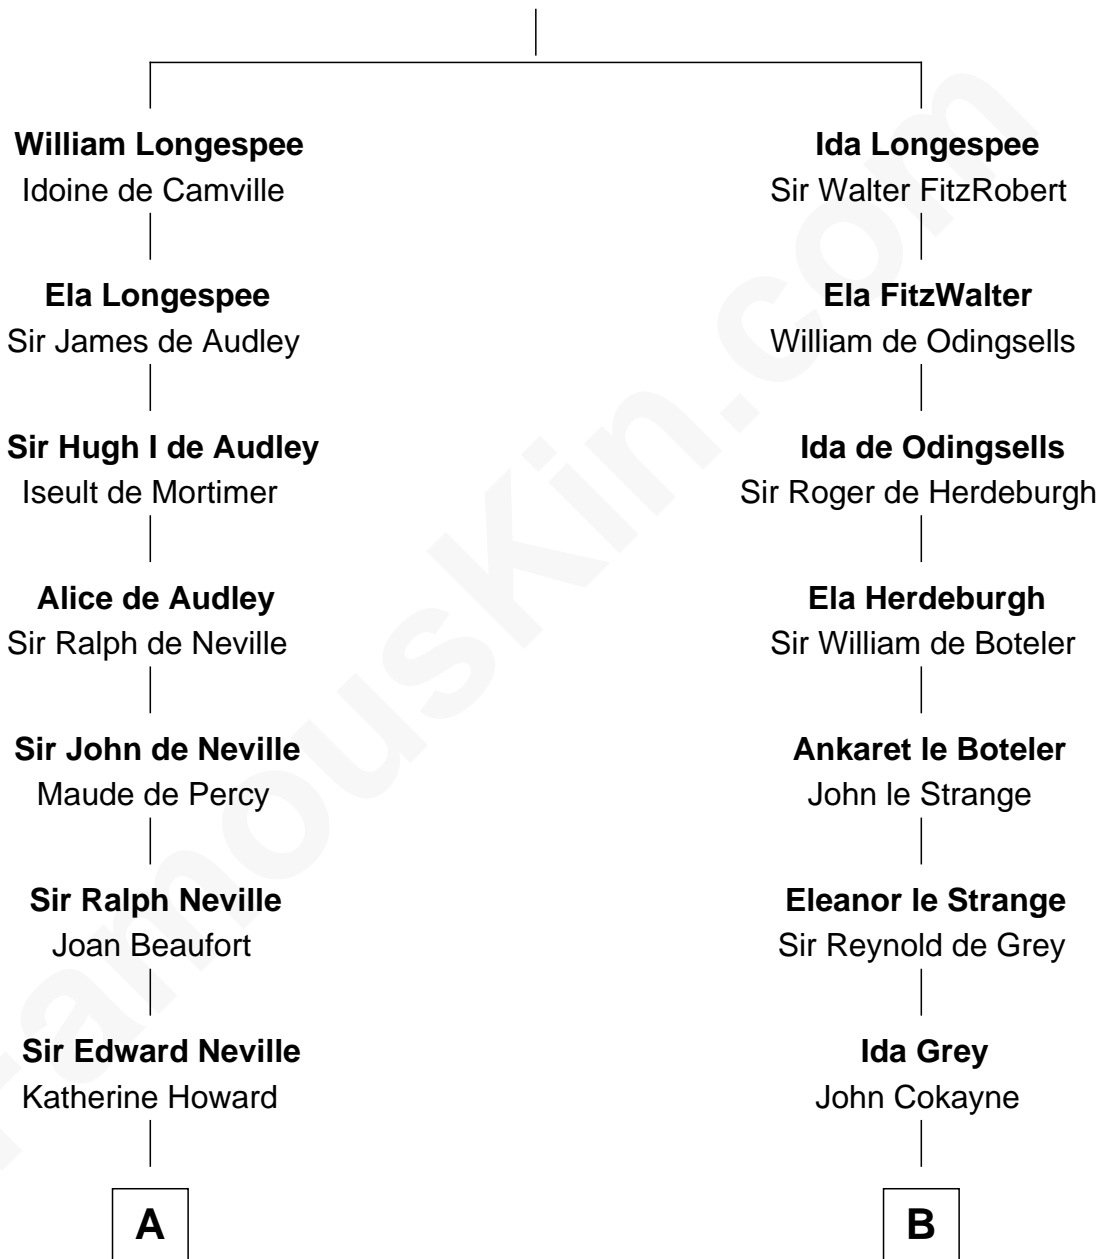 William Longespee
Idoine de Camville
Ela Longespee
Sir James de Audley
Sir Hugh I de Audley
Iseult de Mortimer
Alice de Audley
Sir Ralph de Neville
Sir John de Neville
Maude de Percy
Sir Ralph Neville
Joan Beaufort
Sir Edward Neville
Katherine Howard
A
Ida Longespee
Sir Walter FitzRobert
Ela FitzWalter
William de Odingsells
Ida de Odingsells
Sir Roger de Herdeburgh
Ela Herdeburgh
Sir William de Boteler
Ankaret le Boteler
John le Strange
Eleanor le Strange
Sir Reynold de Grey
Ida Grey
John Cokayne
B
FamousKin.com